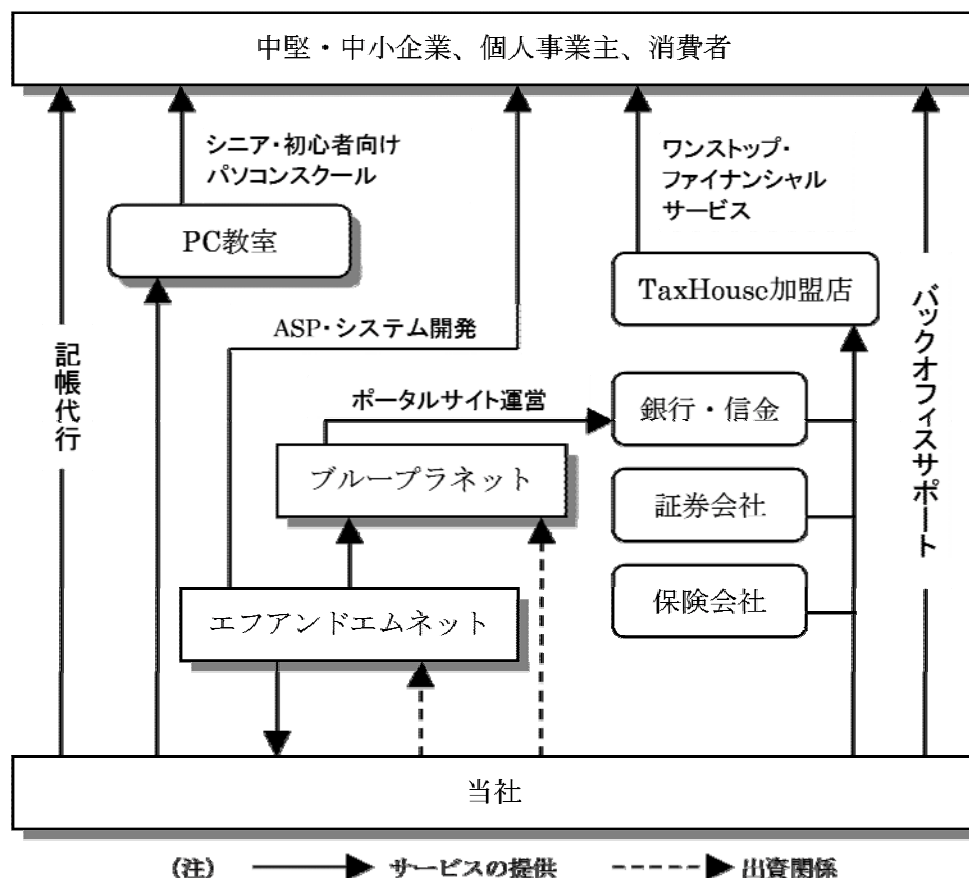 中堅・中小企業、個人事業主、消費者
シニア・初心者向け
パソコンスクール
ワンストップ・
ファイナンシャル
サービス
PC教室
TaxHouse加盟店
ASP・システム開発
記帳代行
バックオフィスサポート
ポータルサイト運営
銀行・信金
ブループラネット
証券会社
保険会社
エフアンドエムネット
当社
(注) サービスの提供 出資関係